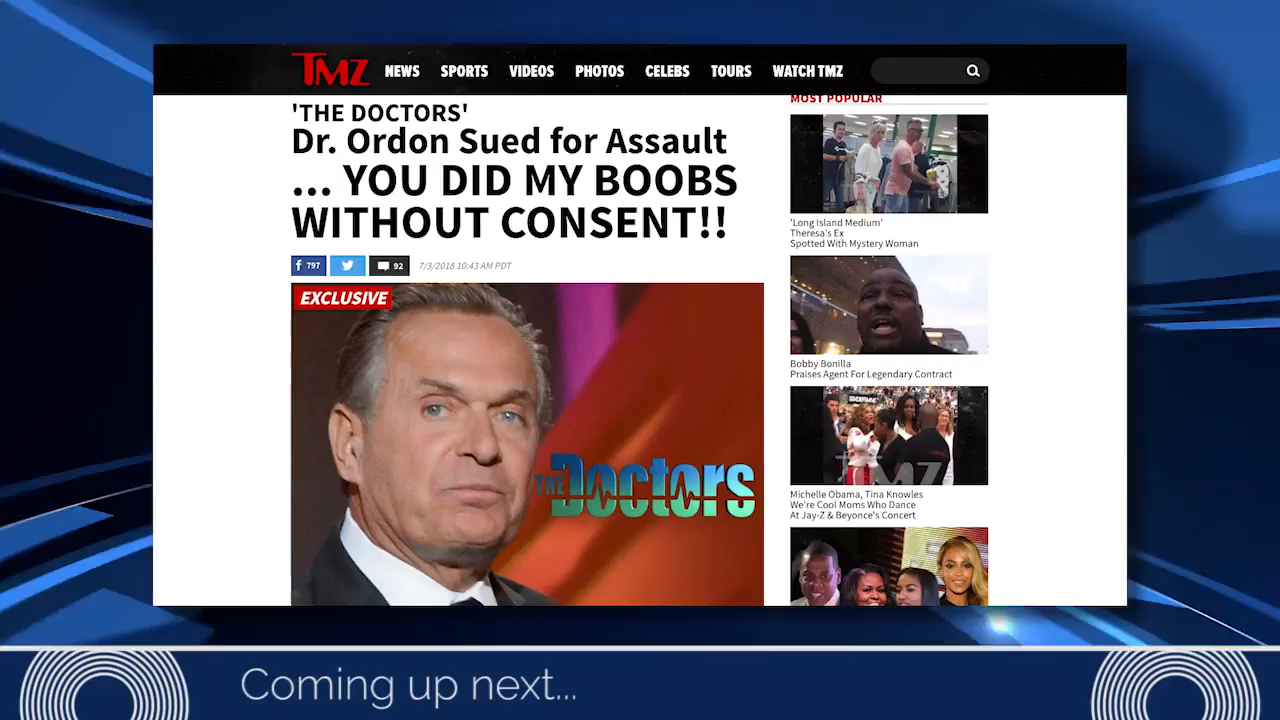 TMZ
NEWS SPORTS VIDEOS PHOTOS CELEBS TOURS WATCH TMZ
'THE DOCTORS'
Dr. Ordon Sued for Assault
... YOU DID MY BOOBS
WITHOUT CONSENT!!
797 92 7/3/2018 10:43 AM PDT
EXCLUSIVE
THE Doctors
MOST POPULAR
'Long Island Medium'
Theresa's Ex
Spotted With Mystery Woman
Bobby Bonilla
Praises Agent For Legendary Contract
TMZ
Michelle Obama, Tina Knowles
We're Cool Moms Who Dance
At Jay-Z & Beyonce's Concert
Coming up next...